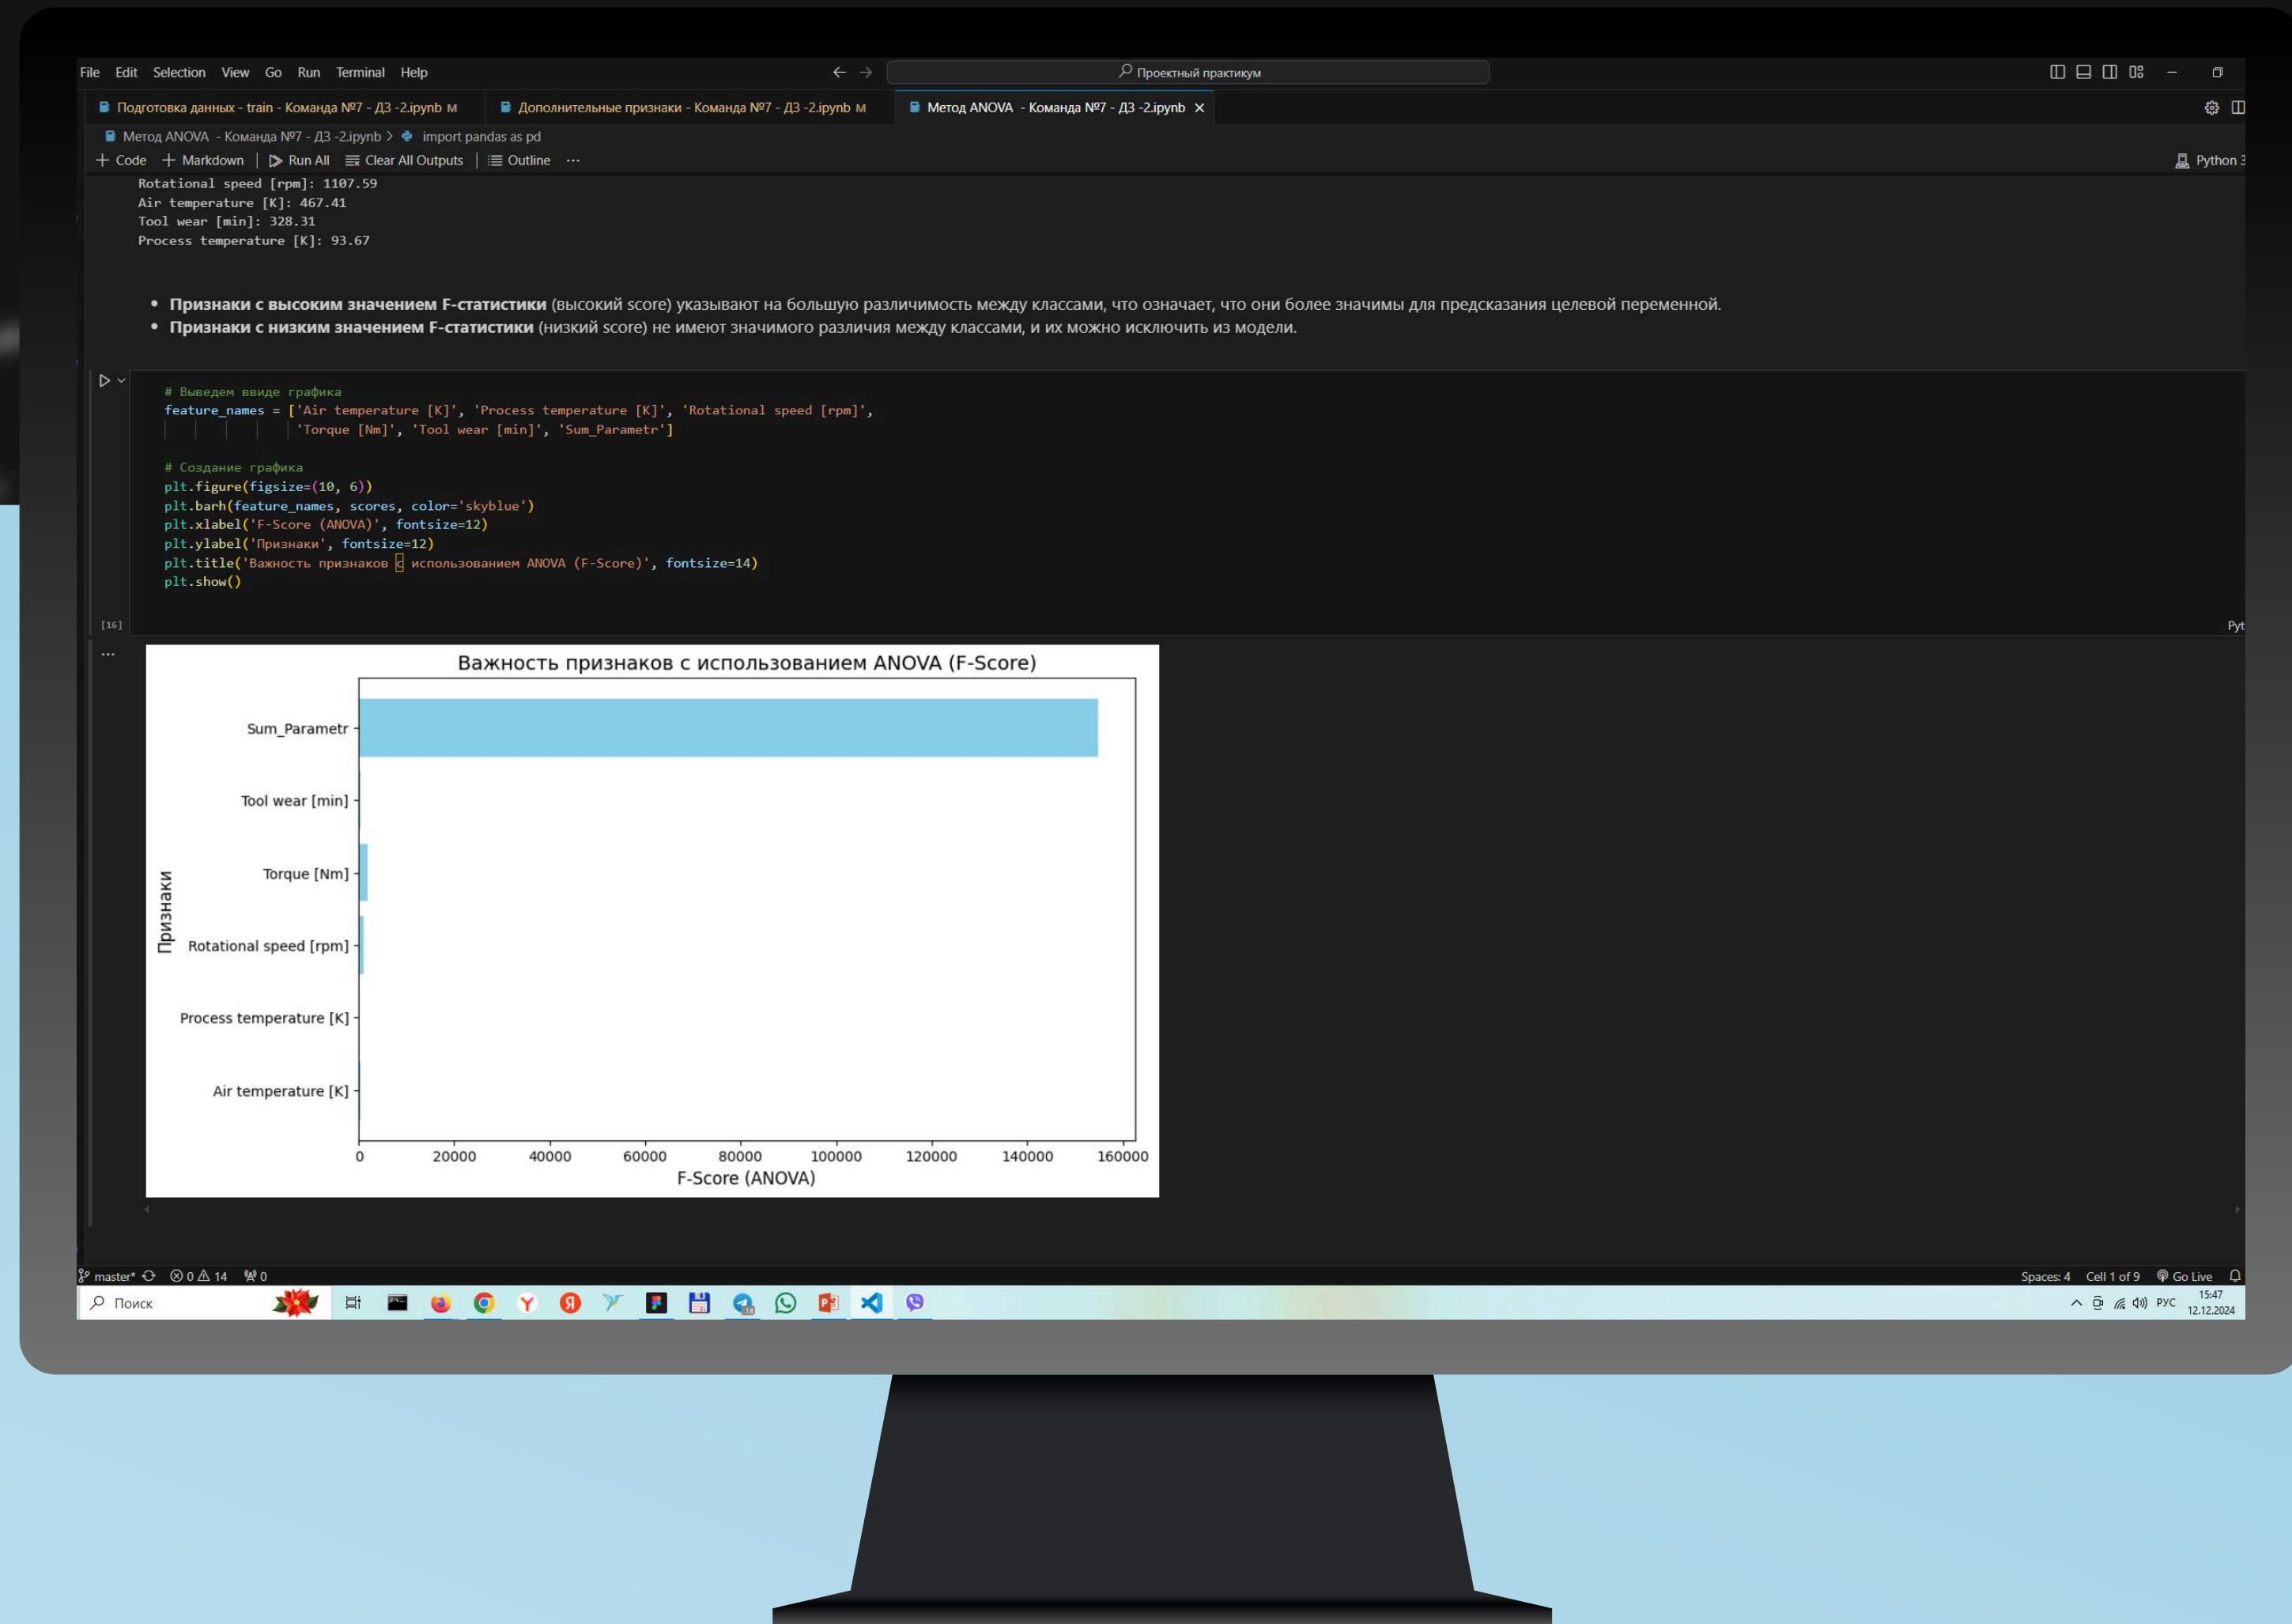 File Edit Selection View Go Run Terminal Help
Проектный практикум
Подготовка данных - train - Команда №7 - ДЗ -2.ipynb M
Дополнительные признаки - Команда №7 - ДЗ -2.ipynb M
Метод ANOVA - Команда №7 - ДЗ -2.ipynb
Метод ANOVA - Команда №7 - ДЗ -2.ipynb > import pandas as pd
+ Code + Markdown | Run All Clear All Outputs | Outline ...
Python 3
Rotational speed [rpm]: 1107.59
Air temperature [K]: 467.41
Tool wear [min]: 328.31
Process temperature [K]: 93.67
• Признаки с высоким значением F-статистики (высокий score) указывают на большую различимость между классами, что означает, что они более значимы для предсказания целевой переменной.
• Признаки с низким значением F-статистики (низкий score) не имеют значимого различия между классами, и их можно исключить из модели.
# Выведем ввиде графика
feature_names = ['Air temperature [K]', 'Process temperature [K]', 'Rotational speed [rpm]',
'Torque [Nm]', 'Tool wear [min]', 'Sum_Parametr']
# Создание графика
plt.figure(figsize=(10, 6))
plt.barh(feature_names, scores, color='skyblue')
plt.xlabel('F-Score (ANOVA)', fontsize=12)
plt.ylabel('Признаки', fontsize=12)
plt.title('Важность признаков с использованием ANOVA (F-Score)', fontsize=14)
plt.show()
[16]
Pyt
...
Важность признаков с использованием ANOVA (F-Score)
Sum_Parametr
Tool wear [min]
Torque [Nm]
Rotational speed [rpm]
Process temperature [K]
Air temperature [K]
Признаки
0 20000 40000 60000 80000 100000 120000 140000 160000
F-Score (ANOVA)
master* 0 14 0
Spaces: 4 Cell 1 of 9 Go Live
Поиск
18
РУС
15:47
12.12.2024